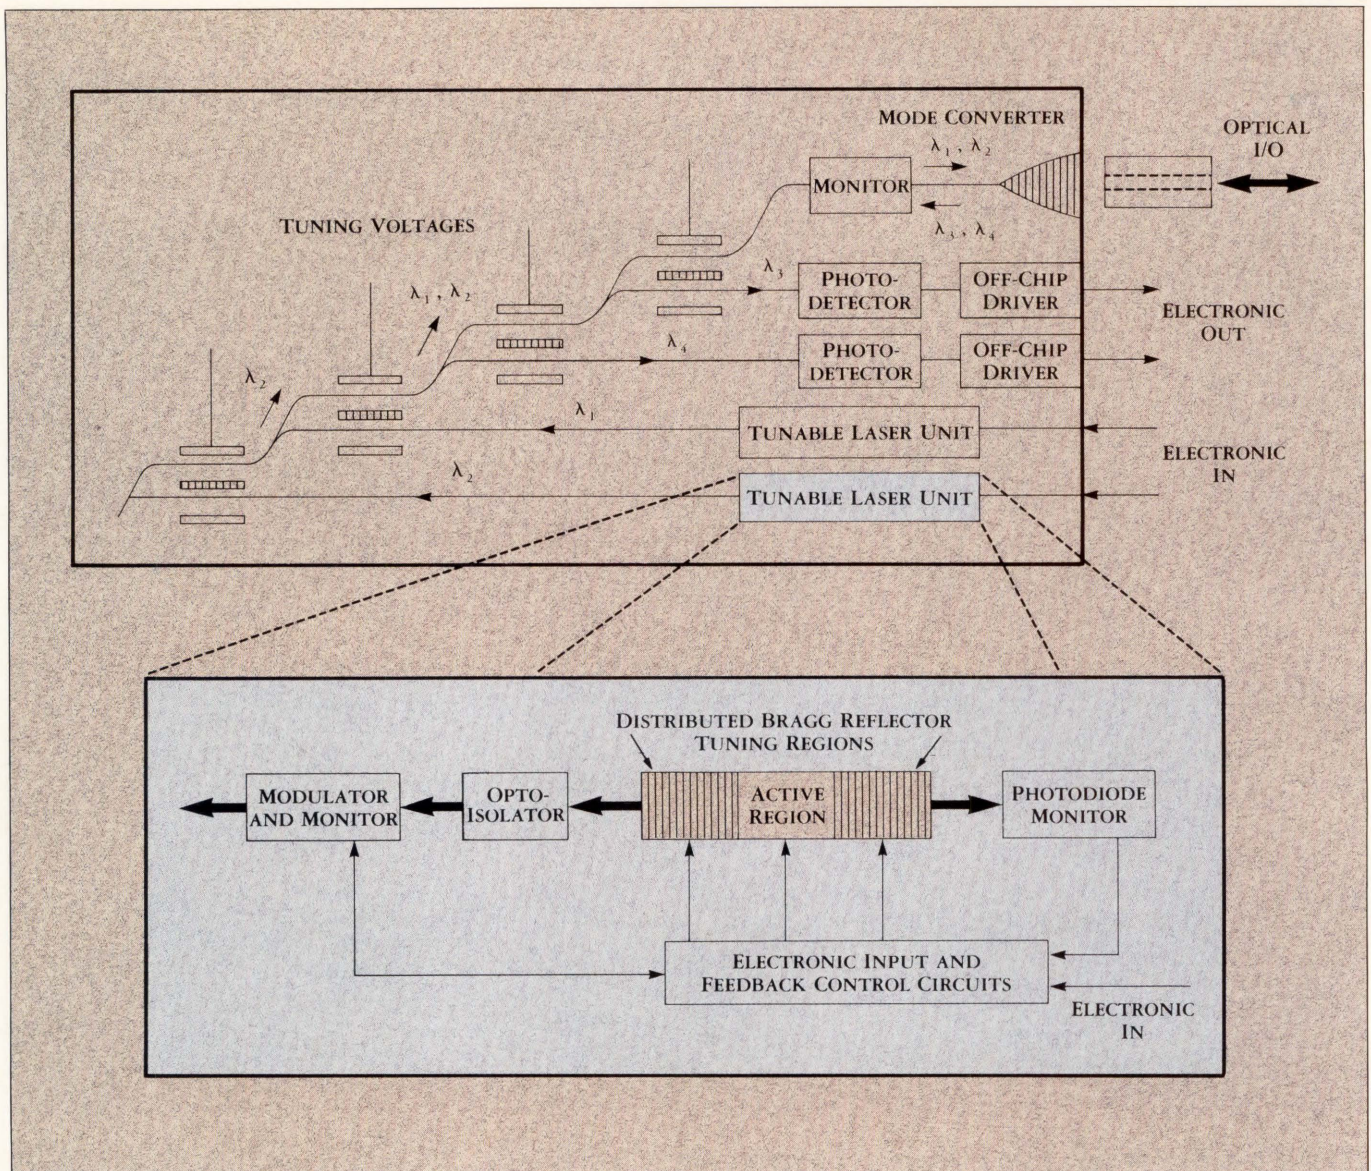 MODE CONVERTER
λ₁ , λ₂
OPTICAL
I/O
MONITOR
λ₃ , λ₄
TUNING VOLTAGES
λ₃
PHOTO-
DETECTOR
OFF-CHIP
DRIVER
λ₁ , λ₂
ELECTRONIC
OUT
λ₄
PHOTO-
DETECTOR
OFF-CHIP
DRIVER
λ₂
λ₁
TUNABLE LASER UNIT
ELECTRONIC
IN
λ₂
TUNABLE LASER UNIT
DISTRIBUTED BRAGG REFLECTOR
TUNING REGIONS
MODULATOR
AND MONITOR
OPTO-
ISOLATOR
ACTIVE
REGION
PHOTODIODE
MONITOR
ELECTRONIC INPUT AND
FEEDBACK CONTROL CIRCUITS
ELECTRONIC
IN